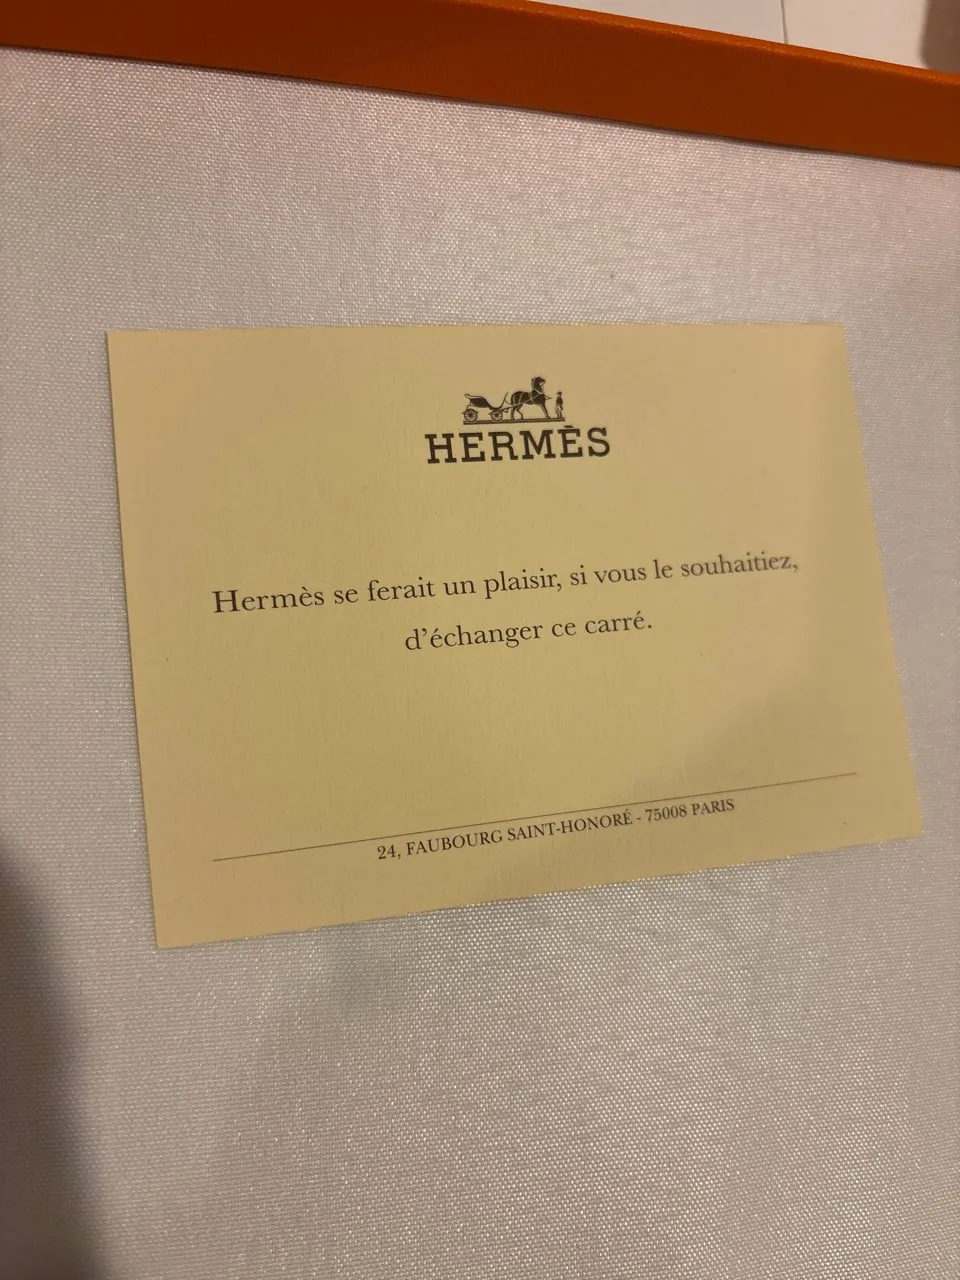 HERMÈS
Hermès se ferait un plaisir, si vous le souhaitiez,
d'échanger ce carré.
24, FAUBOURG SAINT-HONORÉ - 75008 PARIS